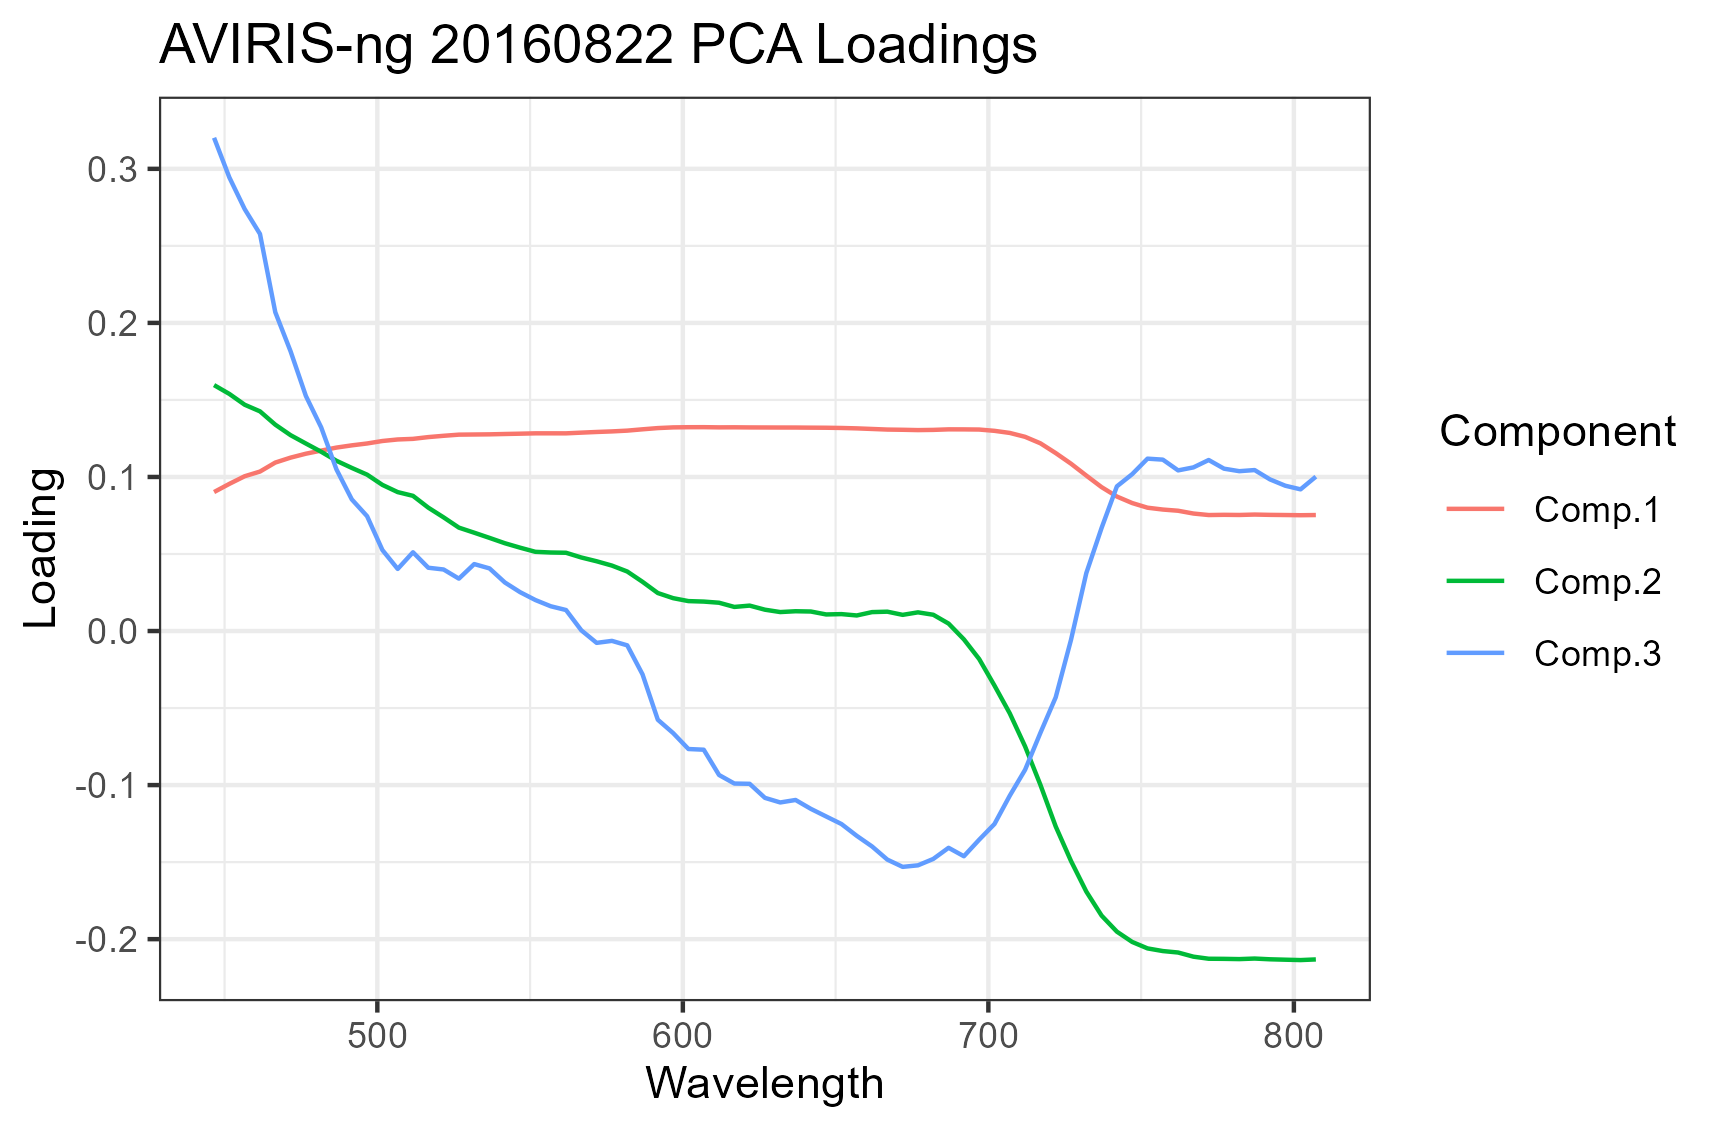 AVIRIS-ng 20160822 PCA Loadings
Loading
0.3
0.2
0.1
0.0
-0.1
-0.2
500 600 700 800
Wavelength
Component
Comp.1
Comp.2
Comp.3